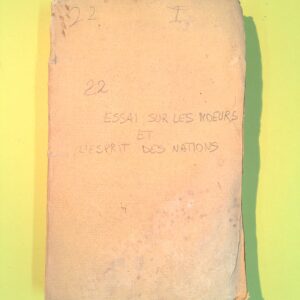 22 I
22
ESSAI SUR LES MOEURS
ET
L'ESPRIT DES NATIONS